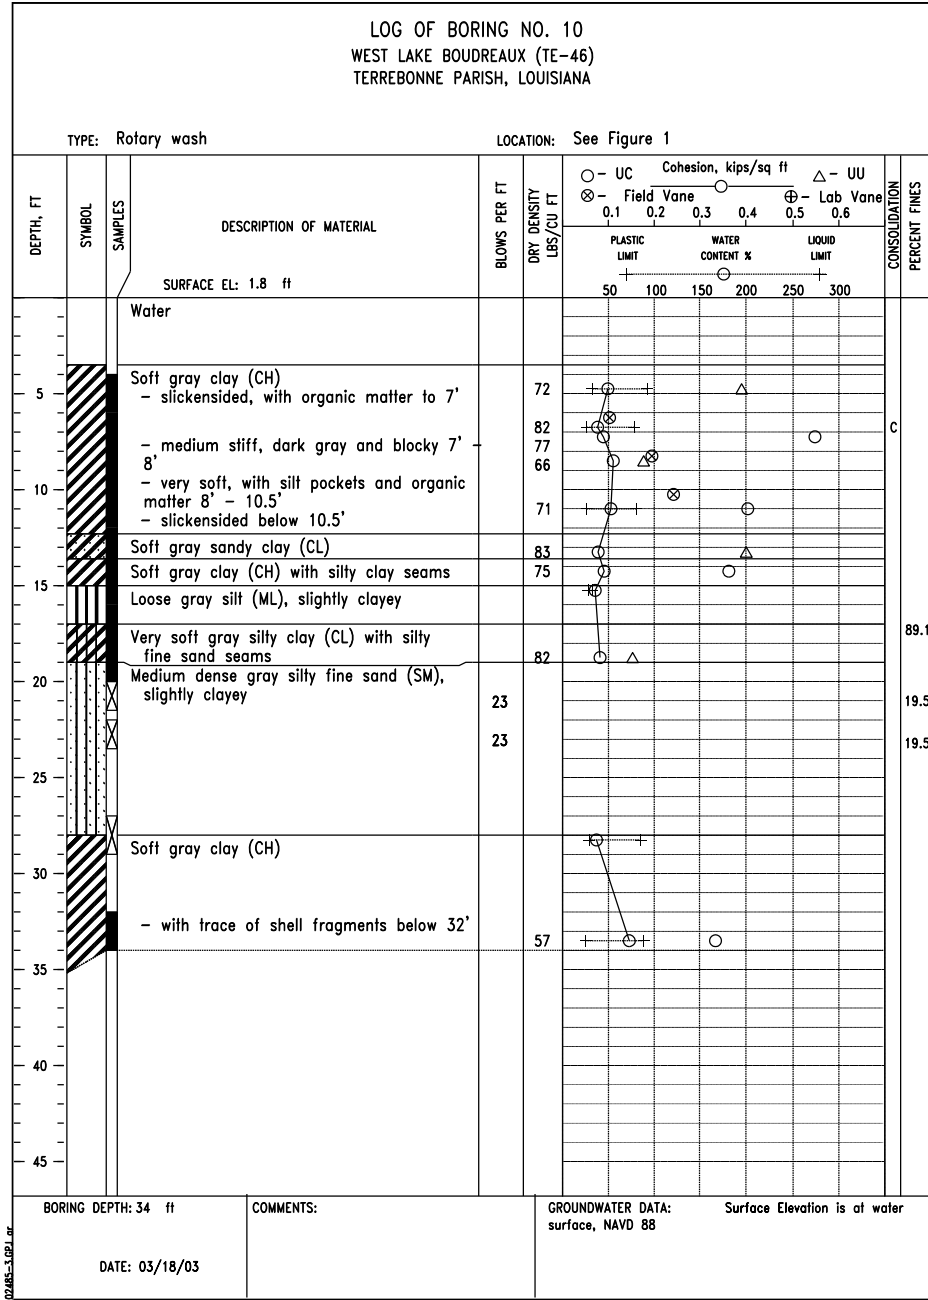 LOG OF BORING NO. 10
WEST LAKE BOUDREAUX (TE-46)
TERREBONNE PARISH, LOUISIANA
TYPE: Rotary wash
LOCATION: See Figure 1
DEPTH, FT
SYMBOL
SAMPLES
DESCRIPTION OF MATERIAL
SURFACE EL: 1.8 ft
BLOWS PER FT
DRY DENSITY
LBS/CU FT
- UC
Cohesion, kips/sq ft
- UU
- Field Vane
- Lab Vane
0.1 0.2 0.3 0.4 0.5 0.6
PLASTIC
LIMIT
WATER
CONTENT %
LIQUID
LIMIT
50 100 150 200 250 300
CONSOLIDATION
PERCENT FINES
Water
Soft gray clay (CH)
- slickensided, with organic matter to 7'
- medium stiff, dark gray and blocky 7' -
8'
- very soft, with silt pockets and organic
matter 8' - 10.5'
- slickensided below 10.5'
Soft gray sandy clay (CL)
Soft gray clay (CH) with silty clay seams
Loose gray silt (ML), slightly clayey
Very soft gray silty clay (CL) with silty
fine sand seams
Medium dense gray silty fine sand (SM),
slightly clayey
Soft gray clay (CH)
- with trace of shell fragments below 32'
5
10
15
20
25
30
35
40
45
23
23
72
82
77
66
71
83
75
82
57
C
89.1
19.5
19.5
BORING DEPTH: 34 ft
DATE: 03/18/03
COMMENTS:
GROUNDWATER DATA: Surface Elevation is at water
surface, NAVD 88
02485-3.GPJ ar